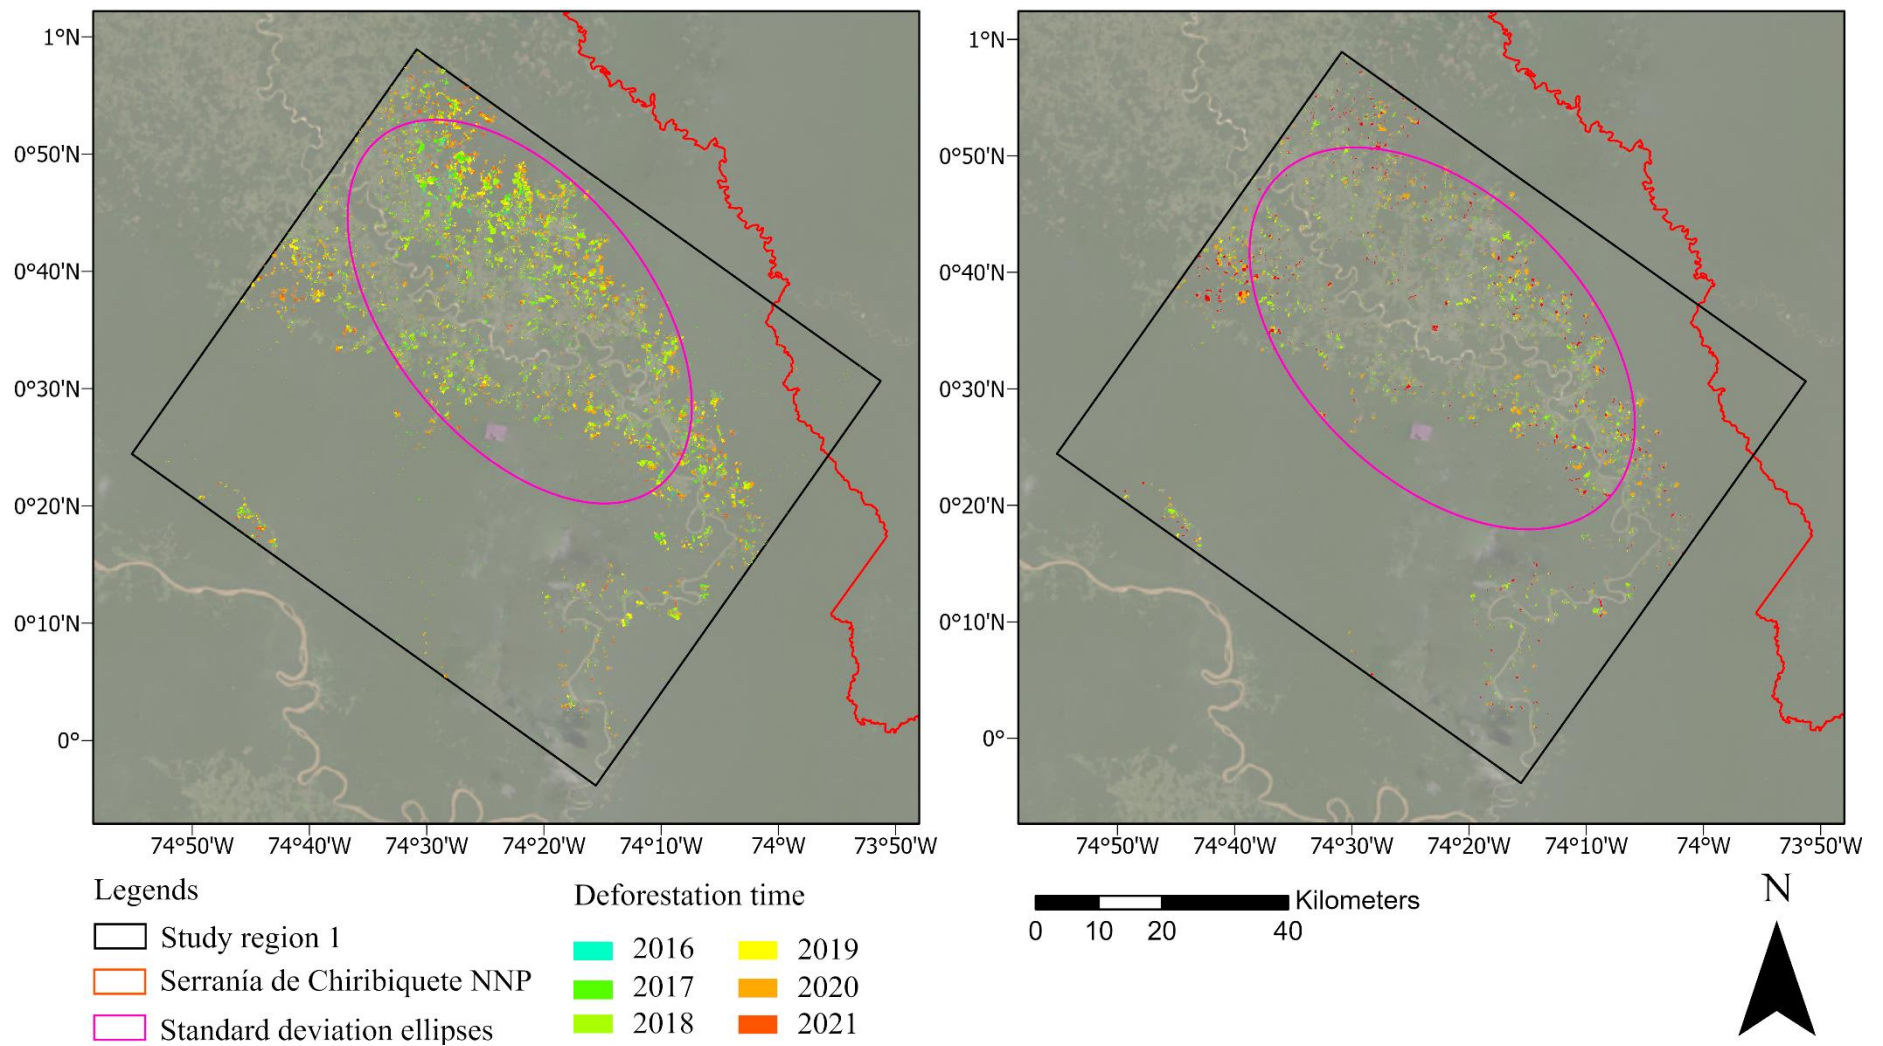 1°N
0°50'N
0°40'N
0°30'N
0°20'N
0°10'N
0°
74°50'W 74°40'W 74°30'W 74°20'W 74°10'W 74°W 73°50'W
1°N
0°50'N
0°40'N
0°30'N
0°20'N
0°10'N
0°
74°50'W 74°40'W 74°30'W 74°20'W 74°10'W 74°W 73°50'W
Legends
Study region 1
Serranía de Chiribiquete NNP
Standard deviation ellipses
Deforestation time
2016 2019
2017 2020
2018 2021
Kilometers
0 10 20 40
N